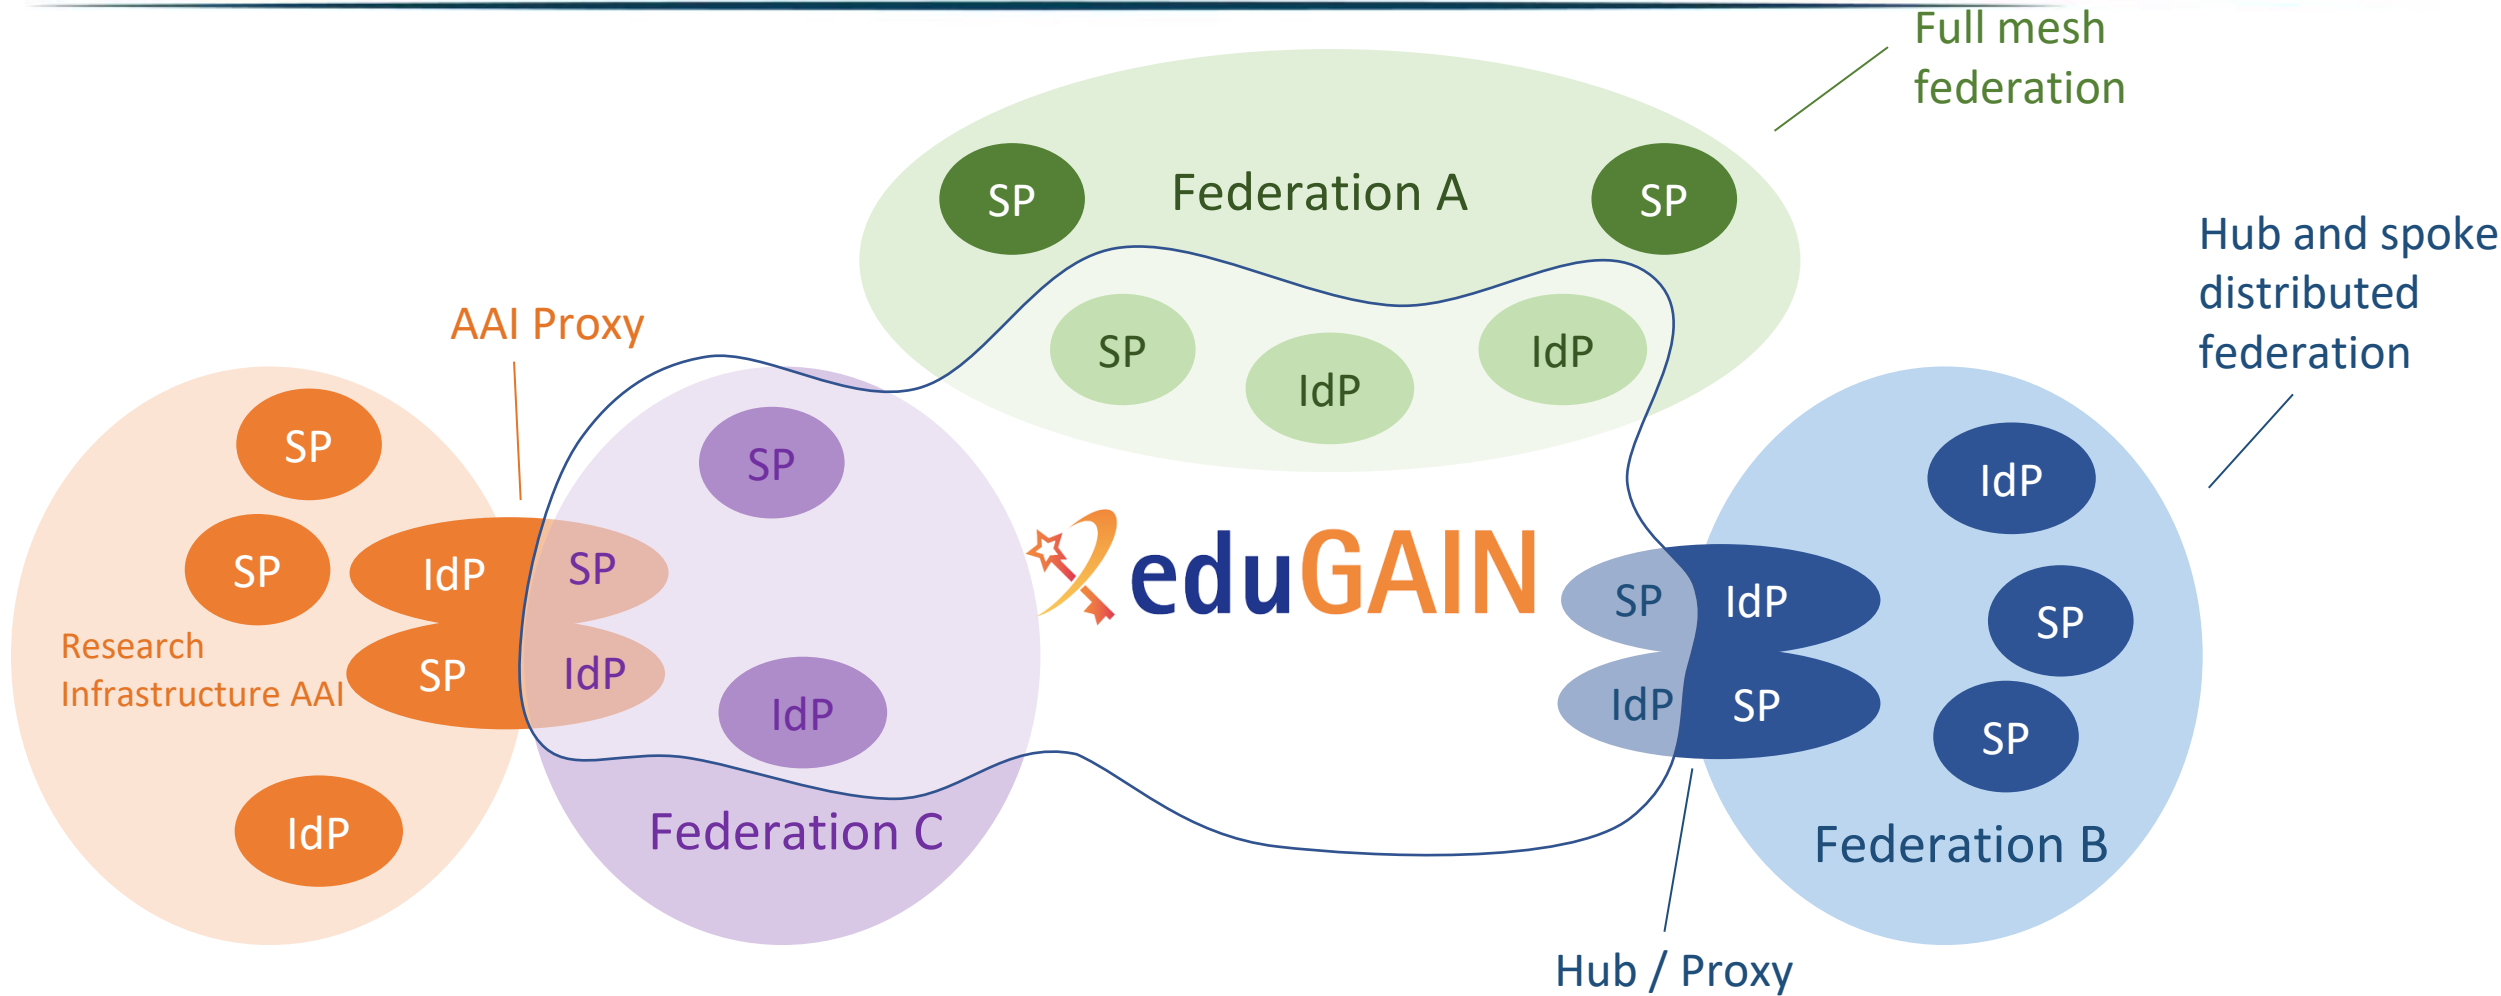 Full mesh
federation
SP
Federation A
SP
Hub and spoke
distributed
federation
AAI Proxy
SP
IdP
IdP
SP
SP
IdP
SP
IdP
SP
eduGAIN
SP
IdP
SP
Research
Infrastructure AAI
SP
IdP
IdP
IdP
SP
SP
IdP
Federation C
Federation B
Hub / Proxy